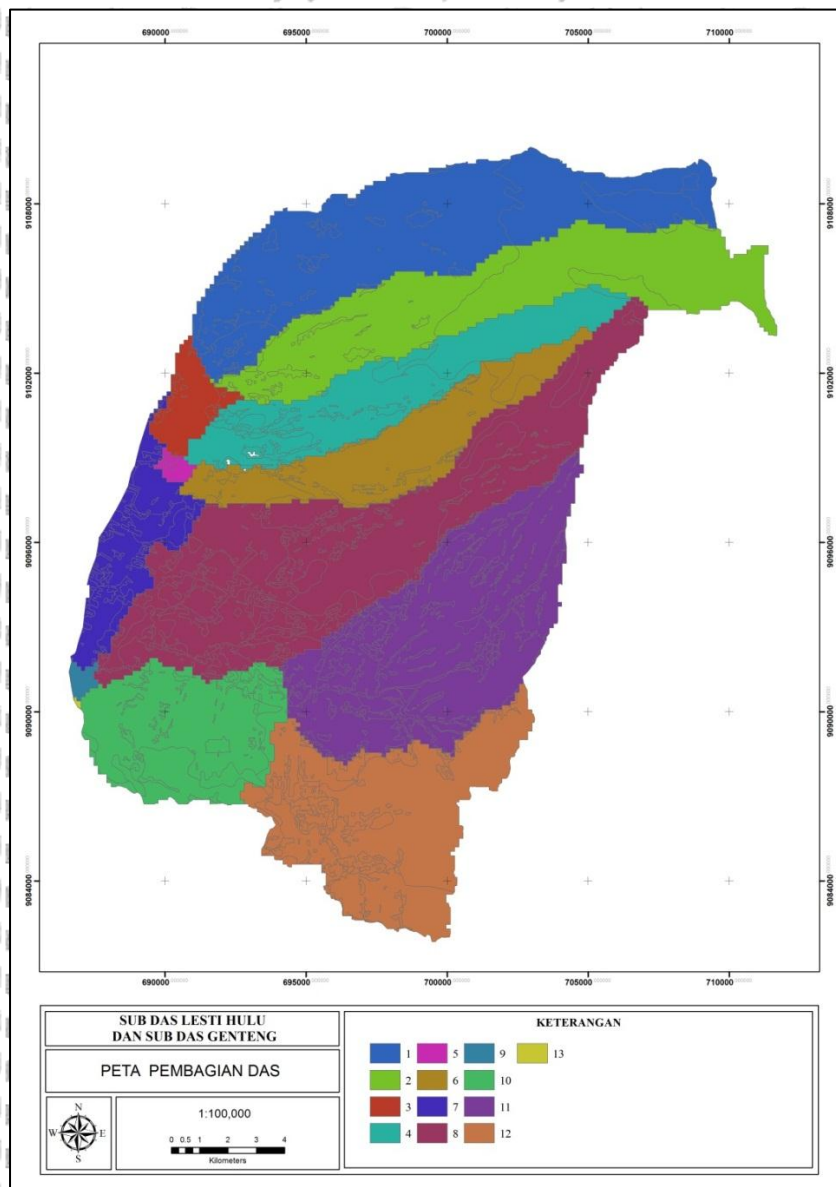 690000 695000 700000 705000 710000
9108000 9108000
9102000 9102000
9096000 9096000
9090000 9090000
9084000 9084000
690000 695000 700000 705000 710000
SUB DAS LESTI HULU
DAN SUB DAS GENTENG
PETA PEMBAGIAN DAS
N
W E
S
1:100,000
0 0.5 1 2 3 4
Kilometers
KETERANGAN
1 5 9 13
2 6 10
3 7 11
4 8 12